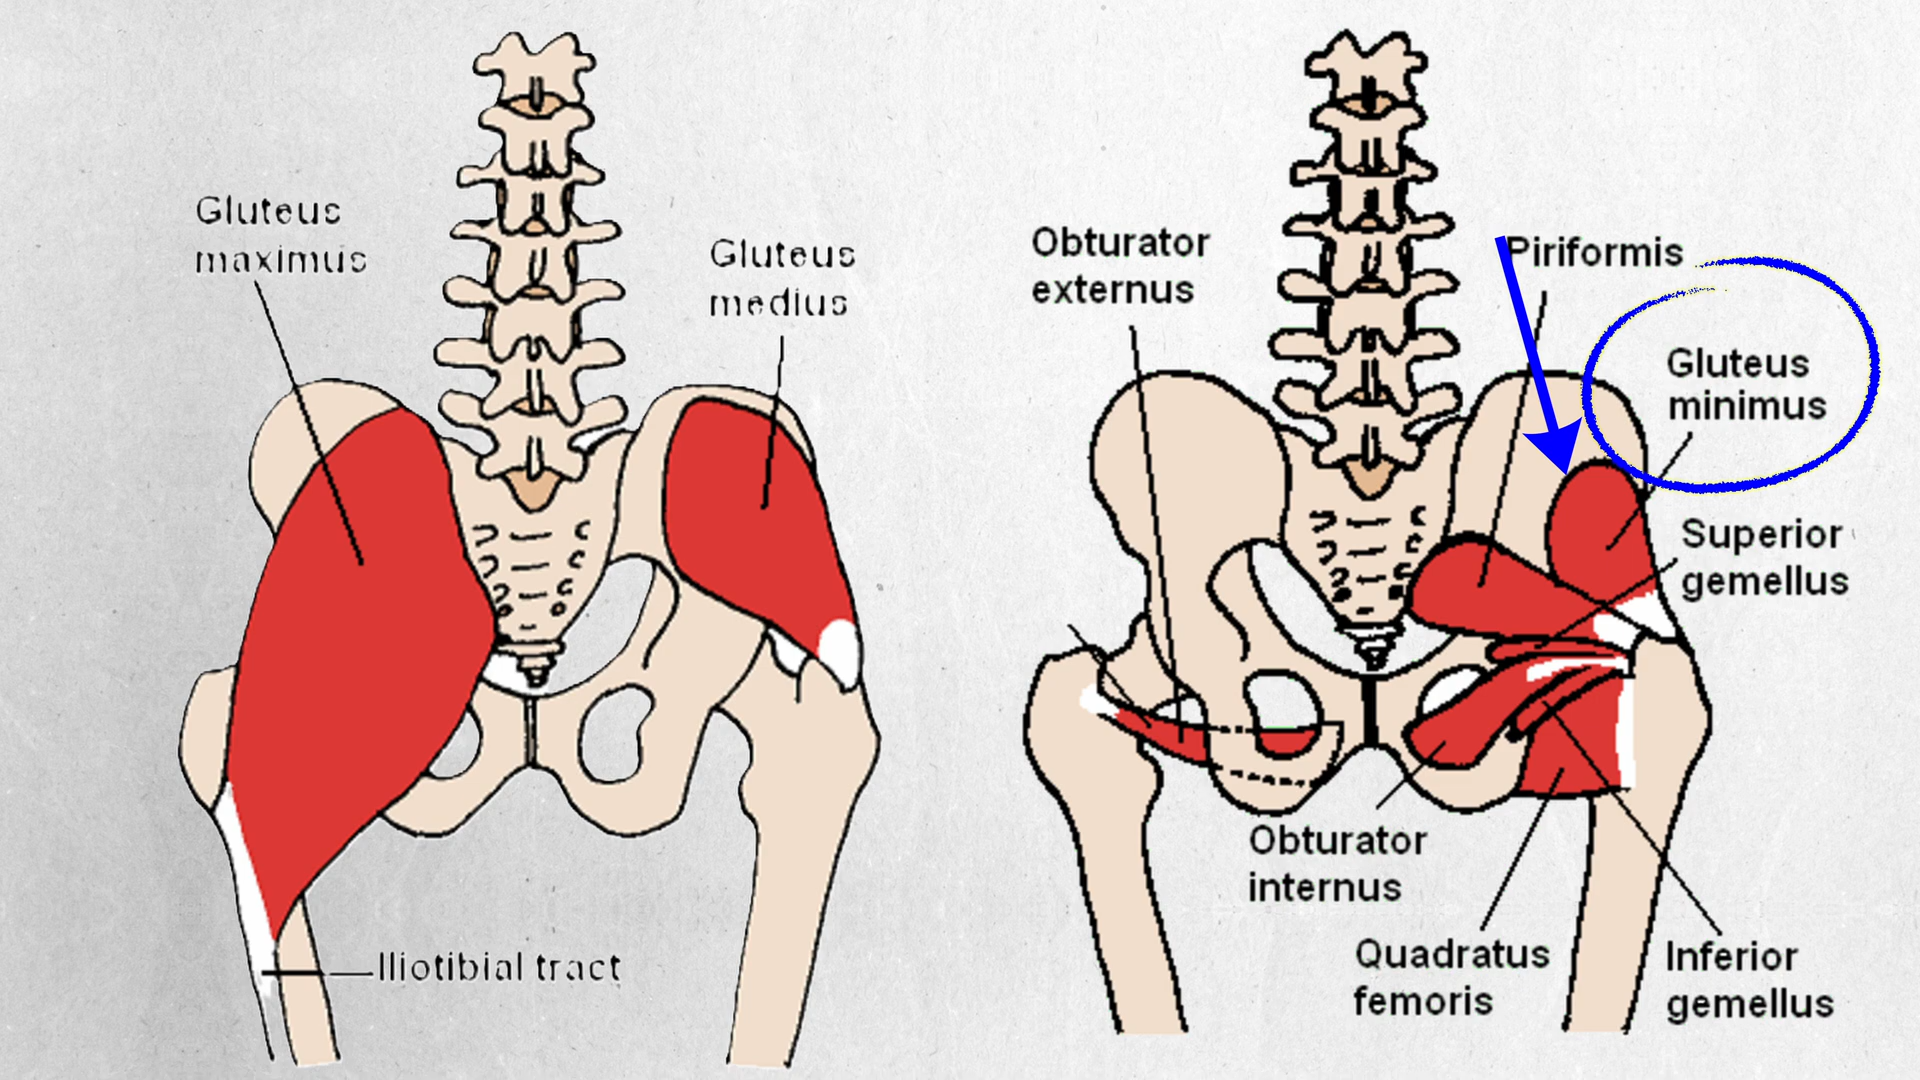 Gluteus
maximus
Gluteus
medius
Iliotibial tract
Obturator
externus
Piriformis
Gluteus
minimus
Superior
gemellus
Obturator
internus
Quadratus
femoris
Inferior
gemellus